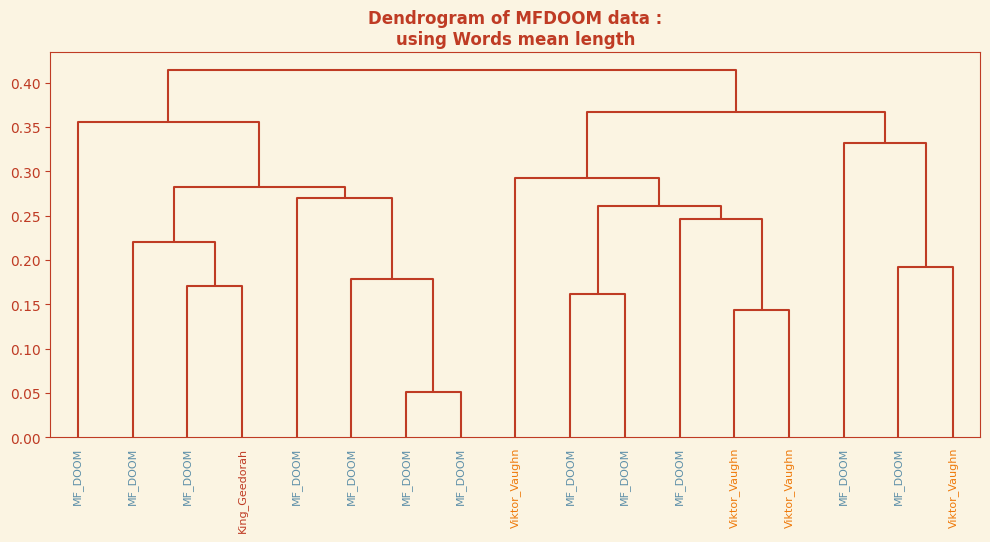 Dendrogram of MFDOOM data :
using Words mean length
0.40
0.35
0.30
0.25
0.20
0.15
0.10
0.05
0.00
MF_DOOM
MF_DOOM
MF_DOOM
King_Geedorah
MF_DOOM
MF_DOOM
MF_DOOM
MF_DOOM
Viktor_Vaughn
MF_DOOM
MF_DOOM
MF_DOOM
Viktor_Vaughn
Viktor_Vaughn
MF_DOOM
MF_DOOM
Viktor_Vaughn